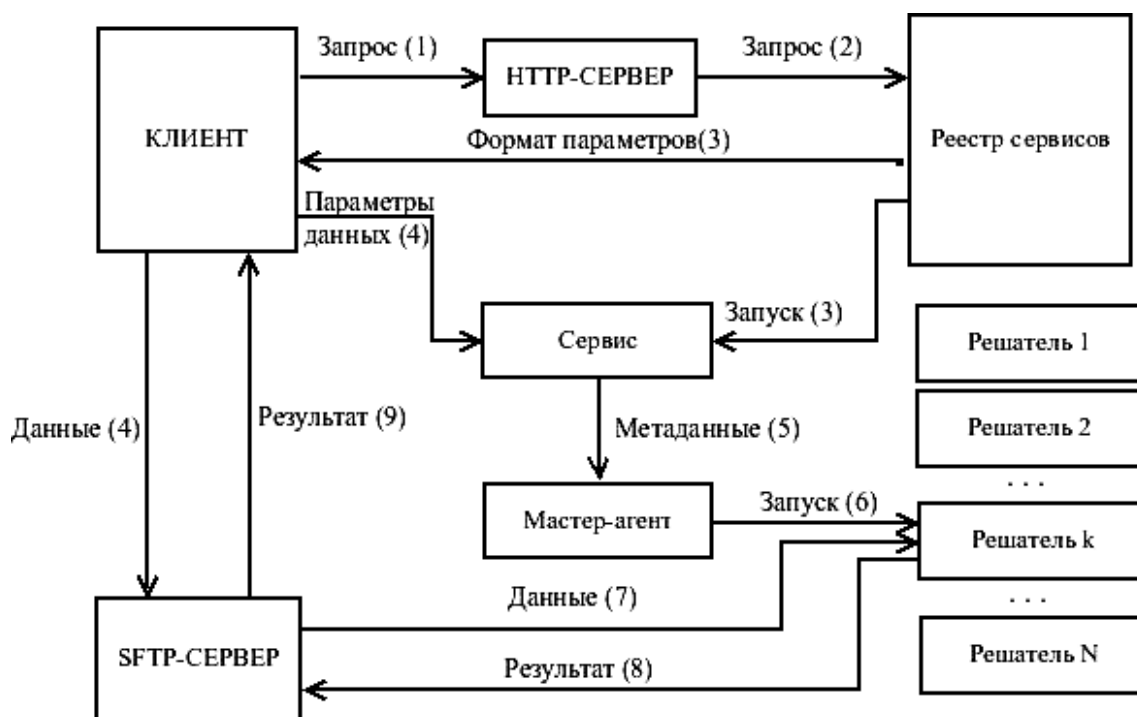 Запрос (1)
HTTP-СЕРВЕР
Запрос (2)
КЛИЕНТ
Формат параметров(3)
Реестр сервисов
Параметры
данных (4)
Запуск (3)
Сервис
Решатель 1
Данные (4)
Результат (9)
Метаданные (5)
Решатель 2
. . .
Мастер-агент
Запуск (6)
Решатель k
Данные (7)
. . .
SFTP-СЕРВЕР
Результат (8)
Решатель N